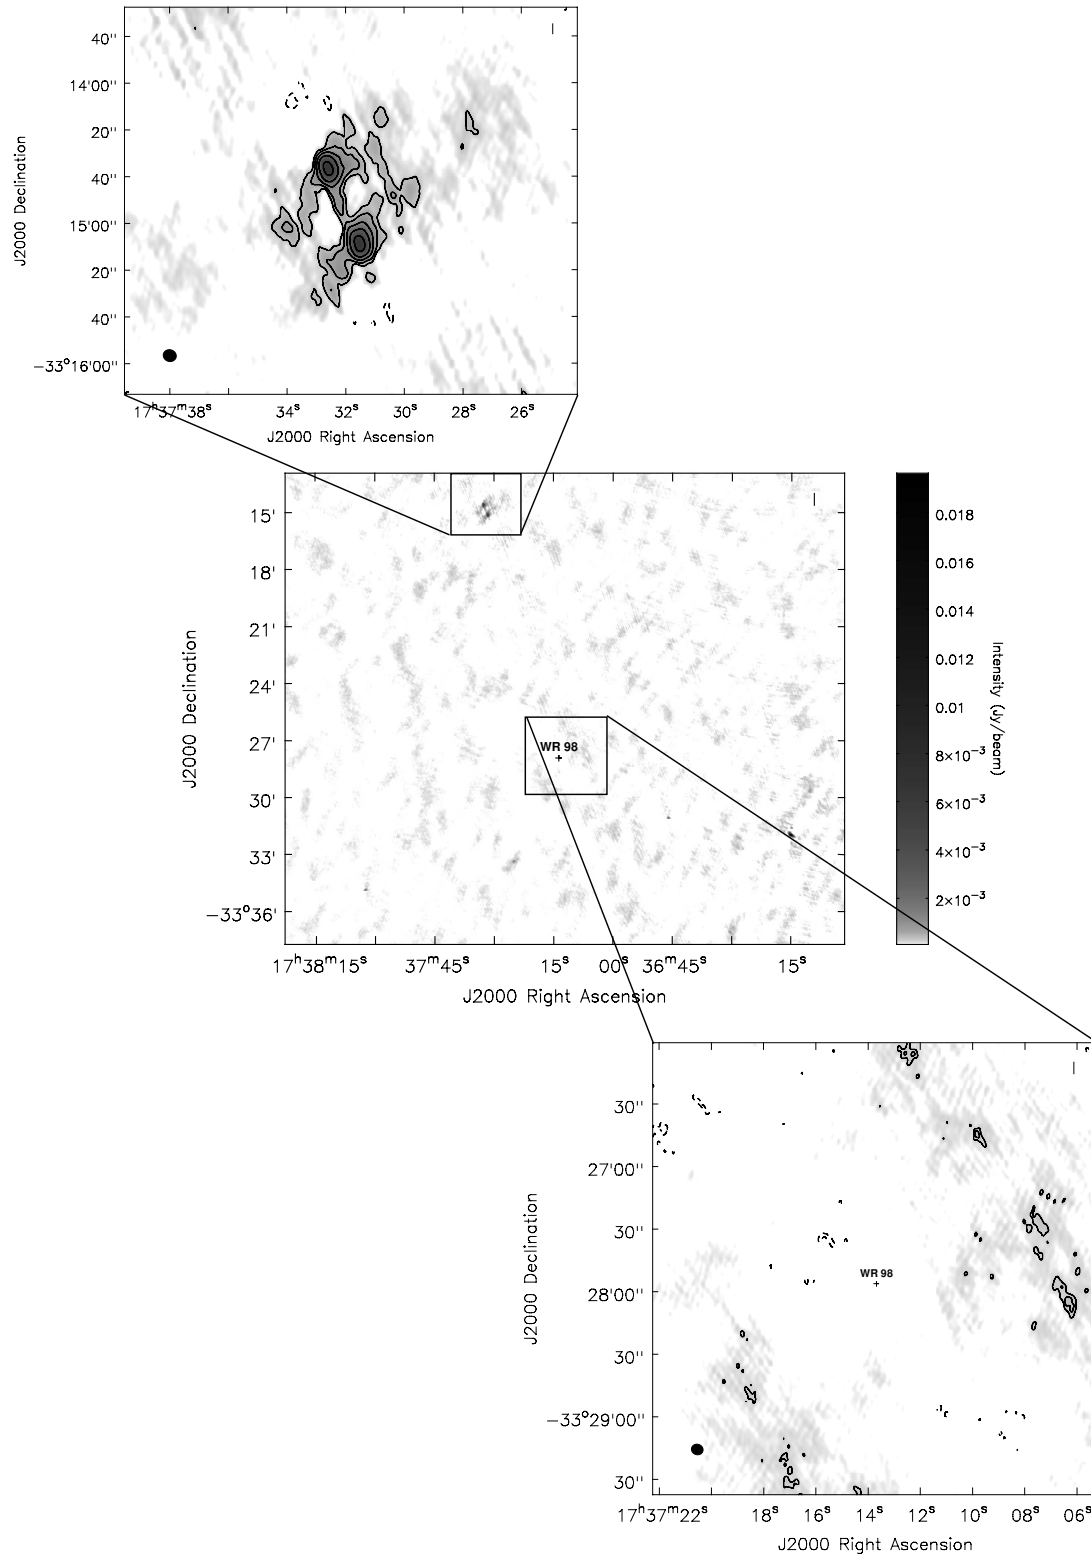 I
40''
14'00''
20''
40''
15'00''
20''
40''
−33°16'00''
J2000 Declination
17ʰ37ᵐ38ˢ 34ˢ 32ˢ 30ˢ 28ˢ 26ˢ
J2000 Right Ascension
I
15'
18'
21'
24'
27'
30'
33'
−33°36'
J2000 Declination
WR 98
17ʰ38ᵐ15ˢ 37ᵐ45ˢ 15ˢ 00ˢ 36ᵐ45ˢ 15ˢ
J2000 Right Ascension
0.018
0.016
0.014
0.012
0.01
8×10⁻³
6×10⁻³
4×10⁻³
2×10⁻³
Intensity (Jy/beam)
I
30''
27'00''
30''
28'00''
30''
−33°29'00''
30''
J2000 Declination
WR 98
17ʰ37ᵐ22ˢ 18ˢ 16ˢ 14ˢ 12ˢ 10ˢ 08ˢ 06ˢ
J2000 Right Ascension